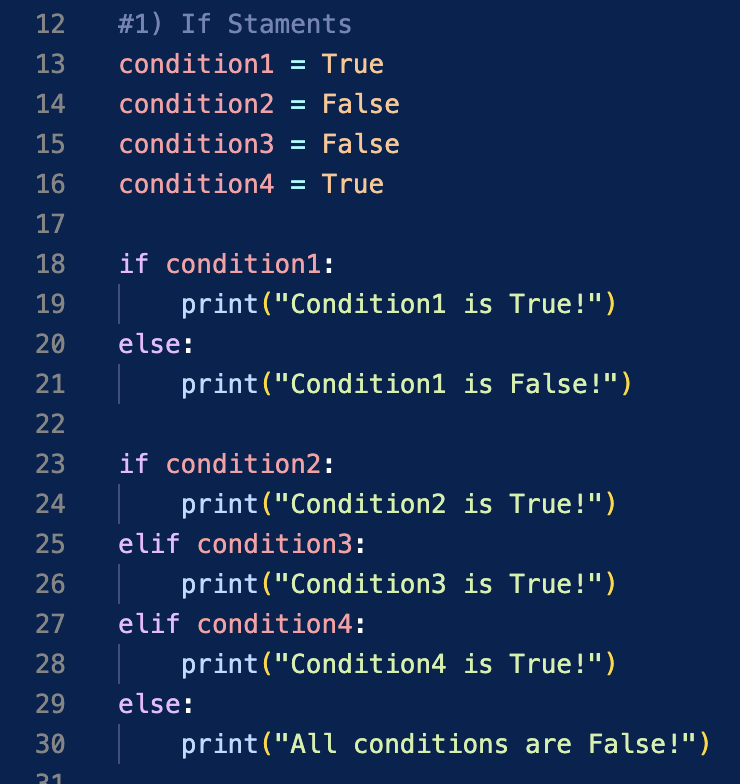 12 #1) If Staments
13 condition1 = True
14 condition2 = False
15 condition3 = False
16 condition4 = True
17
18 if condition1:
19     print("Condition1 is True!")
20 else:
21     print("Condition1 is False!")
22
23 if condition2:
24     print("Condition2 is True!")
25 elif condition3:
26     print("Condition3 is True!")
27 elif condition4:
28     print("Condition4 is True!")
29 else:
30     print("All conditions are False!")
31